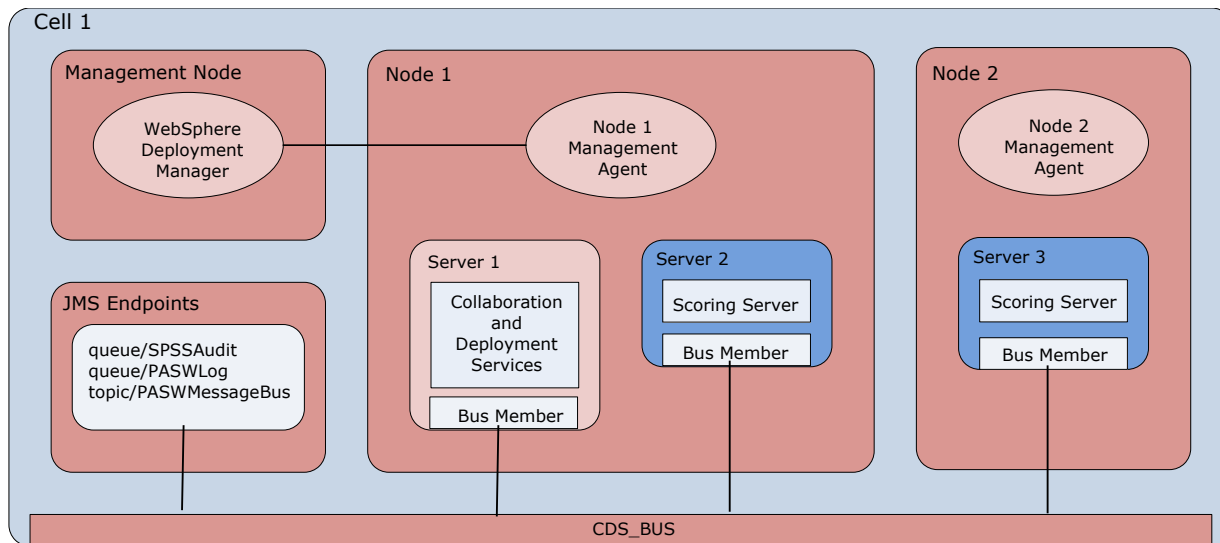 Cell 1
Management Node
WebSphere
Deployment
Manager
Node 1
Node 1
Management
Agent
Node 2
Node 2
Management
Agent
JMS Endpoints
queue/SPSSAudit
queue/PASWLog
topic/PASWMessageBus
Server 1
Collaboration
and
Deployment
Services
Bus Member
Server 2
Scoring Server
Bus Member
Server 3
Scoring Server
Bus Member
CDS_BUS